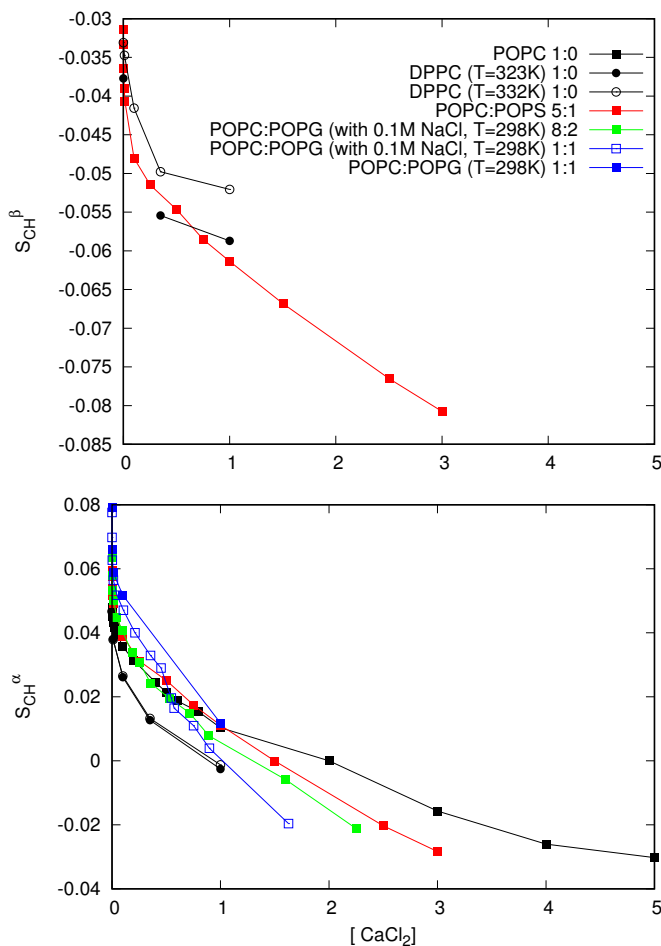 -0.03
-0.035
-0.04
-0.045
-0.05
-0.055
-0.06
-0.065
-0.07
-0.075
-0.08
-0.085
S_CH^β
POPC 1:0
DPPC (T=323K) 1:0
DPPC (T=332K) 1:0
POPC:POPS 5:1
POPC:POPG (with 0.1M NaCl, T=298K) 8:2
POPC:POPG (with 0.1M NaCl, T=298K) 1:1
POPC:POPG (T=298K) 1:1
0 1 2 3 4 5
0.08
0.06
0.04
0.02
0
-0.02
-0.04
S_CH^α
0 1 2 3 4 5
[ CaCl₂]